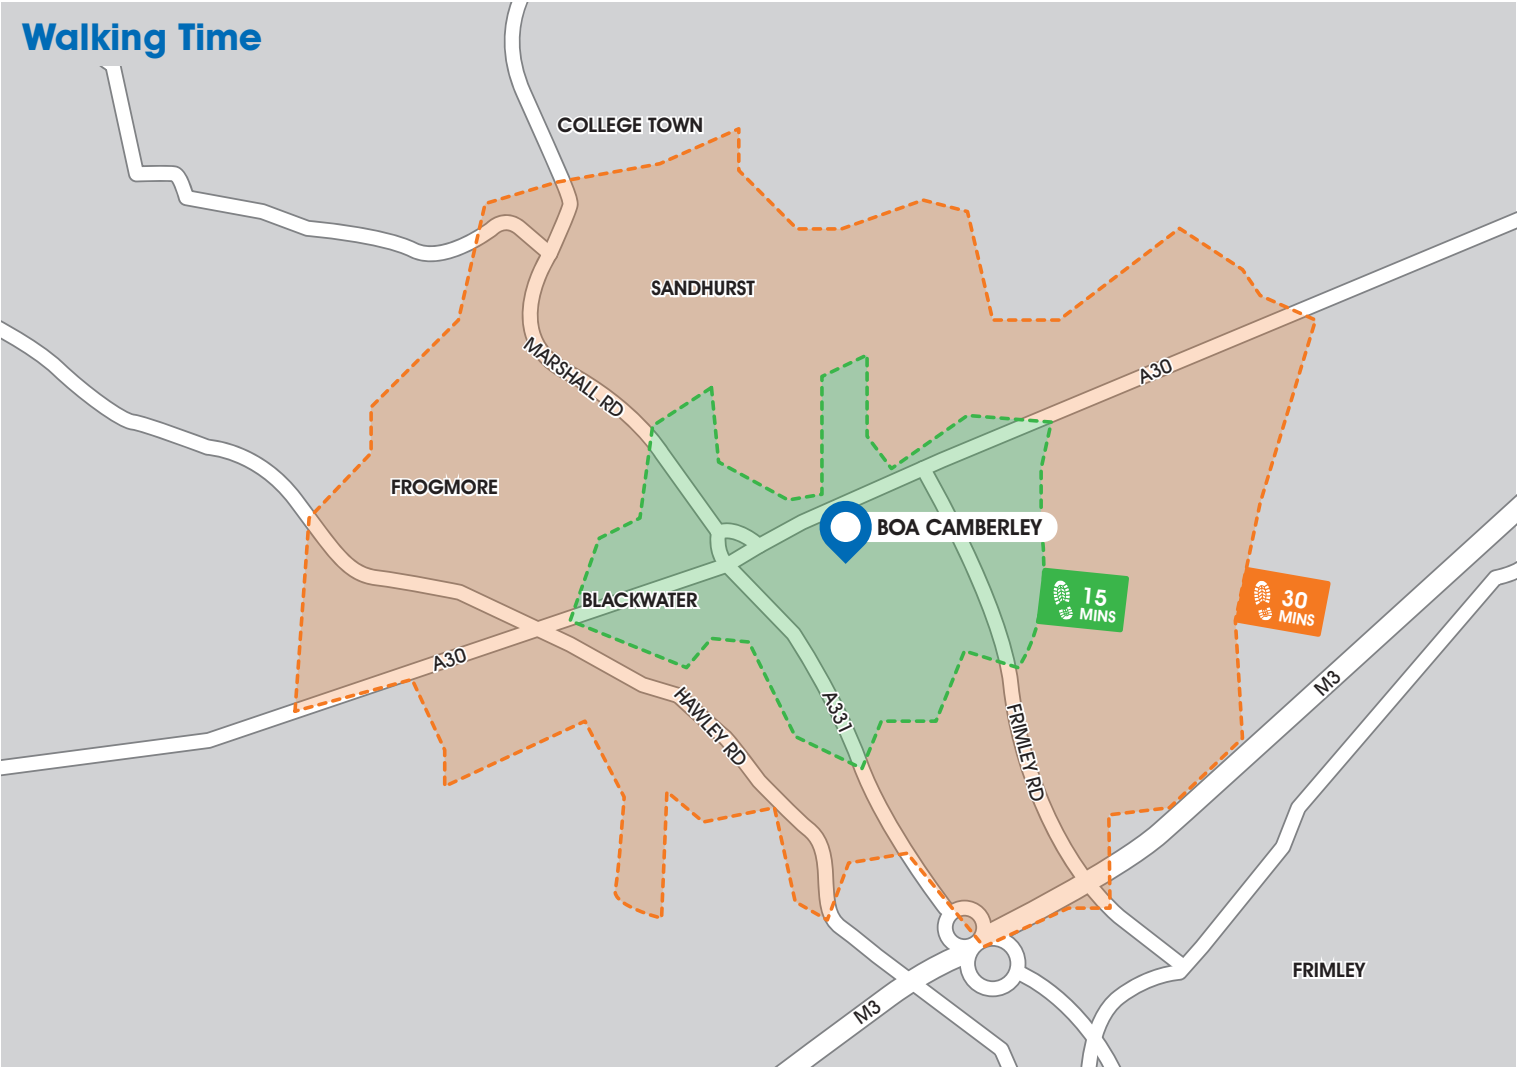 Walking Time
COLLEGE TOWN
SANDHURST
MARSHALL RD
A30
FROGMORE
BOA CAMBERLEY
BLACKWATER
15
MINS
30
MINS
A30
HAWLEY RD
A331
FRIMLEY RD
M3
FRIMLEY
M3